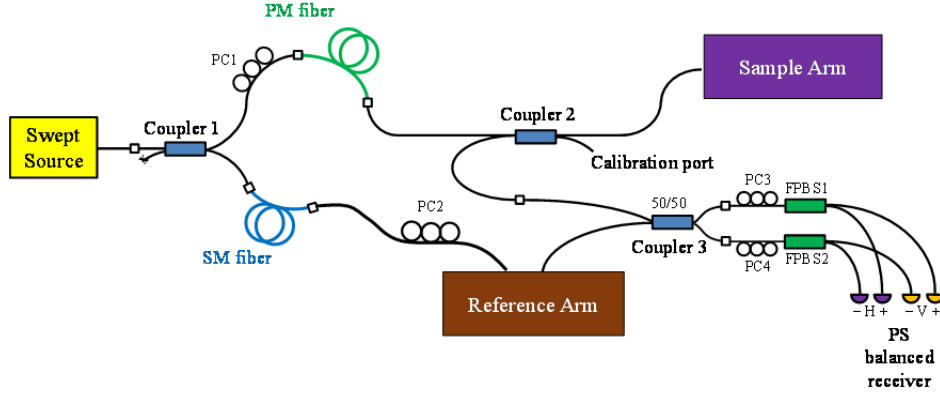 PM fiber
PC1
Sample Arm
Swept
Source
Coupler 1
Coupler 2
Calibration port
PC3
FPB S1
50/50
Coupler 3
PC2
SM fiber
PC4
FPB S2
Reference Arm
− H +
− V +
PS
balanced
receiver